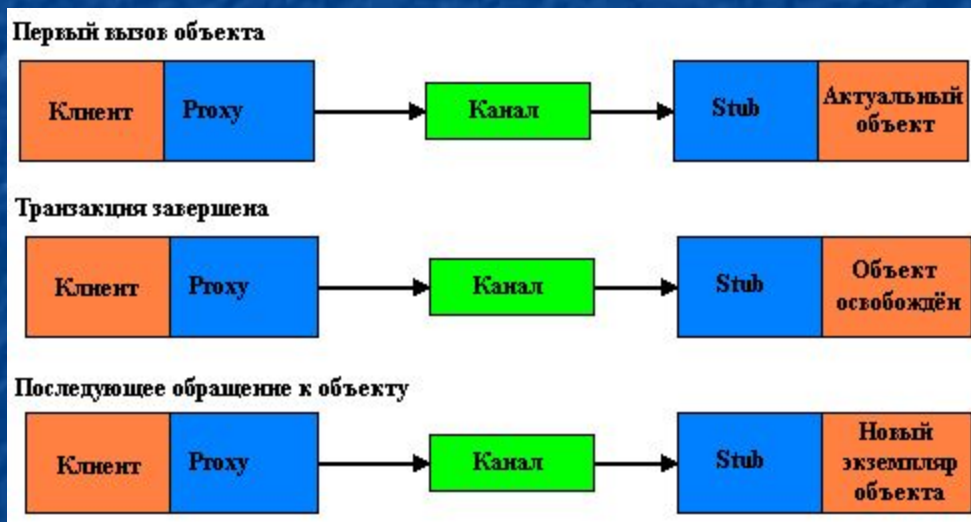 Первый вызов объекта
Клиент
Proxy
Канал
Stub
Актуальный
объект
Транзакция завершена
Клиент
Proxy
Канал
Stub
Объект
освобождён
Последующее обращение к объекту
Клиент
Proxy
Канал
Stub
Новый
экземпляр
объекта